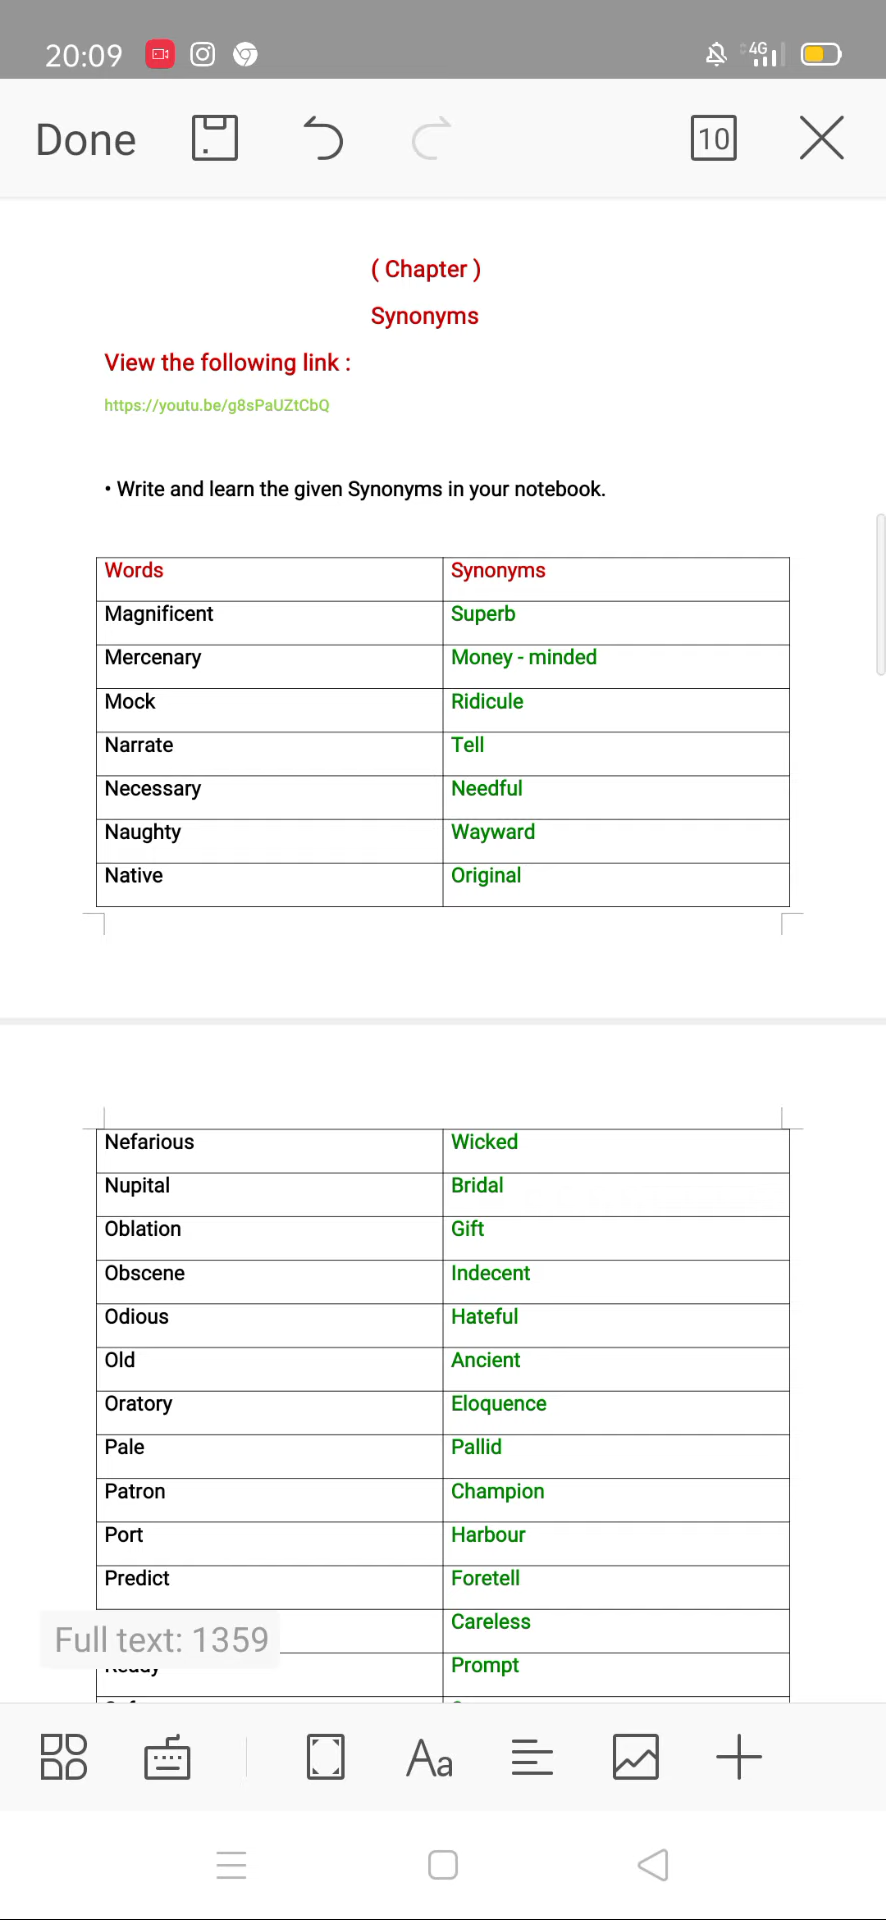 20:09
4G
Done
10
( Chapter )
Synonyms
View the following link :
https://youtu.be/g8sPaUZtCbQ
• Write and learn the given Synonyms in your notebook.
Words Synonyms
Magnificent Superb
Mercenary Money - minded
Mock Ridicule
Narrate Tell
Necessary Needful
Naughty Wayward
Native Original
Nefarious Wicked
Nupital Bridal
Oblation Gift
Obscene Indecent
Odious Hateful
Old Ancient
Oratory Eloquence
Pale Pallid
Patron Champion
Port Harbour
Predict Foretell
Careless
Full text: 1359
Prompt
Aa